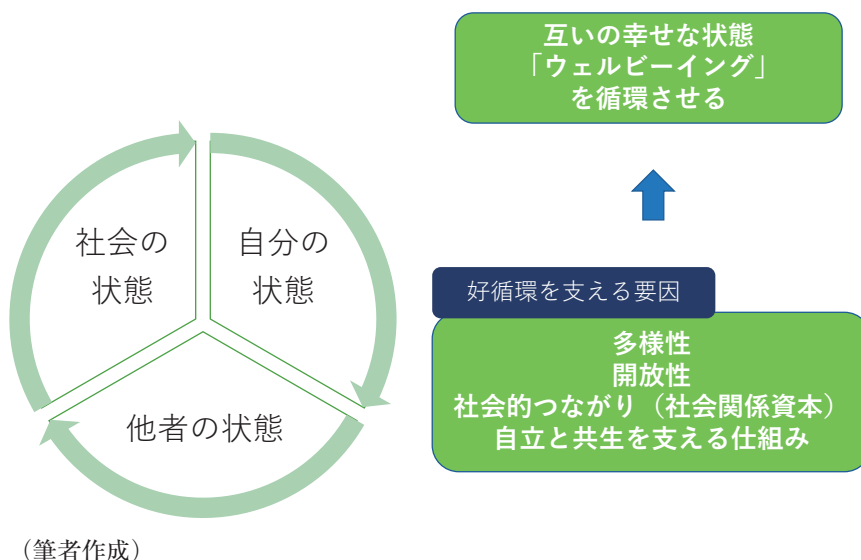 互いの幸せな状態
「ウェルビーイング」
を循環させる
社会の
状態
自分の
状態
他者の状態
好循環を支える要因
多様性
開放性
社会的つながり（社会関係資本）
自立と共生を支える仕組み
（筆者作成）